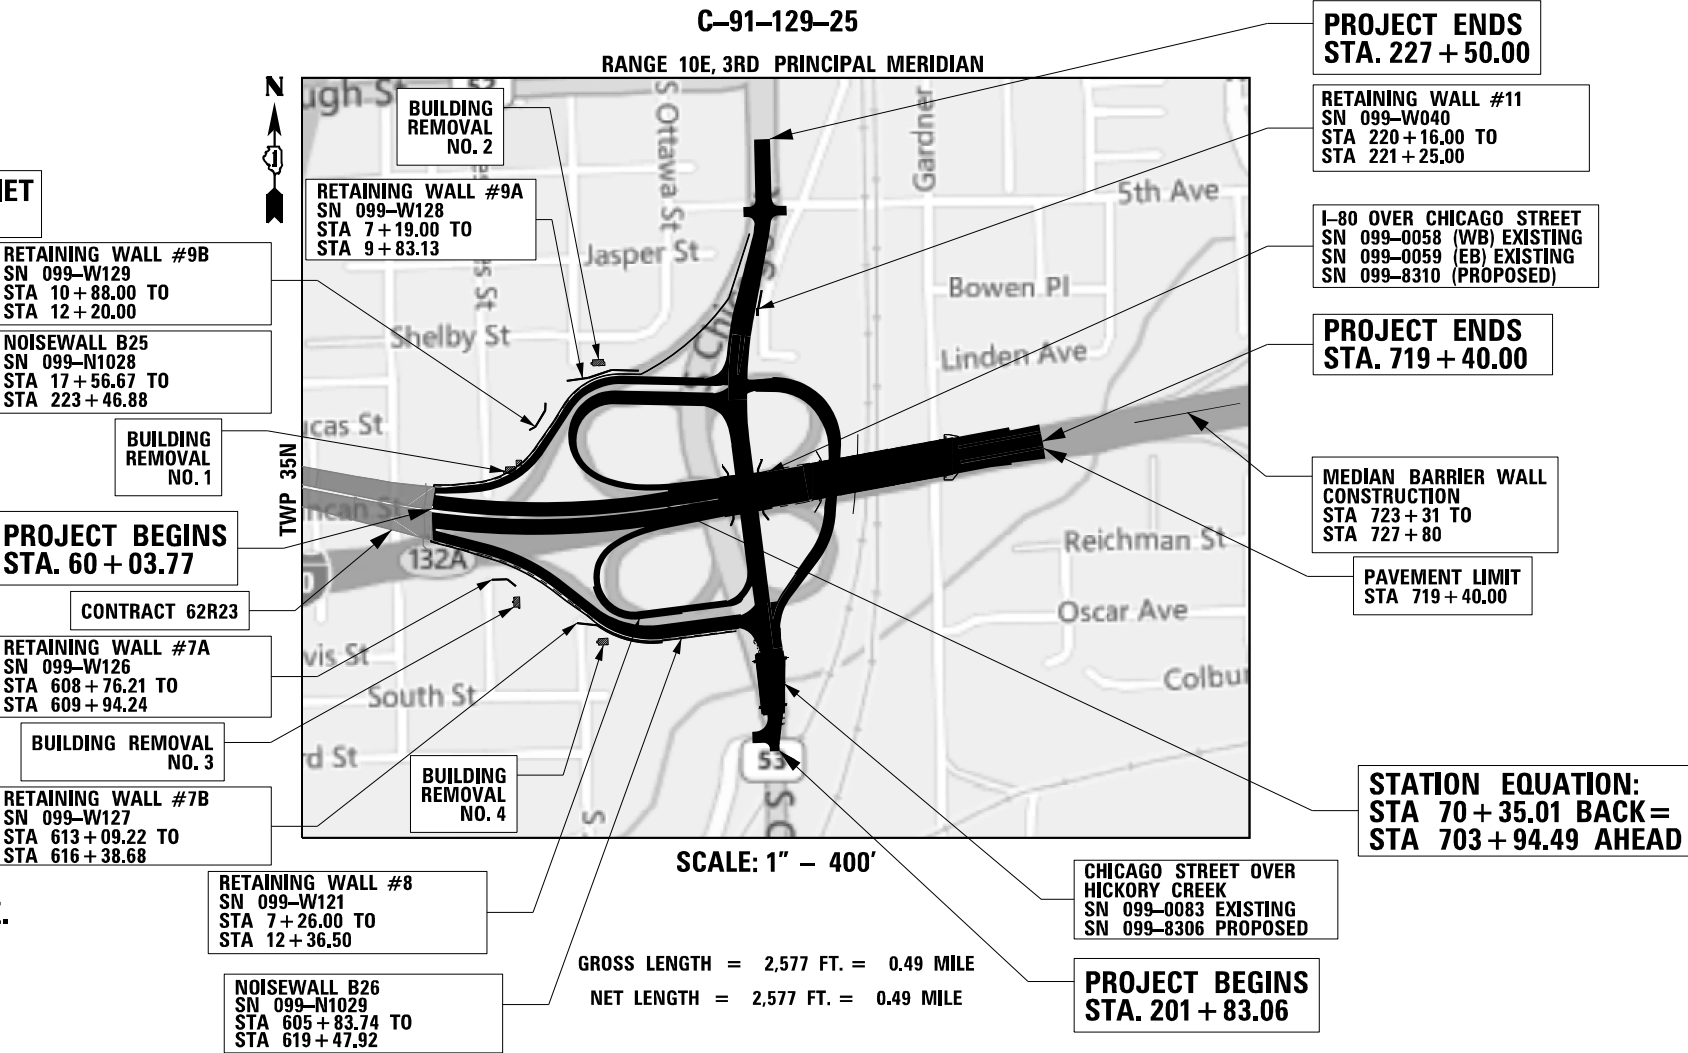 C–91–129–25
RANGE 10E, 3RD PRINCIPAL MERIDIAN
PROJECT ENDS
STA. 227+50.00
RETAINING WALL #11
SN 099–W040
STA 220+16.00 TO
STA 221+25.00
I–80 OVER CHICAGO STREET
SN 099–0058 (WB) EXISTING
SN 099–0059 (EB) EXISTING
SN 099–8310 (PROPOSED)
PROJECT ENDS
STA. 719+40.00
MEDIAN BARRIER WALL
CONSTRUCTION
STA 723+31 TO
STA 727+80
PAVEMENT LIMIT
STA 719+40.00
STATION EQUATION:
STA 70+35.01 BACK=
STA 703+94.49 AHEAD
CHICAGO STREET OVER
HICKORY CREEK
SN 099–0083 EXISTING
SN 099–8306 PROPOSED
PROJECT BEGINS
STA. 201+83.06
N
BUILDING
REMOVAL
NO. 2
RETAINING WALL #9A
SN 099–W128
STA 7+19.00 TO
STA 9+83.13
RETAINING WALL #9B
SN 099–W129
STA 10+88.00 TO
STA 12+20.00
NOISEWALL B25
SN 099–N1028
STA 17+56.67 TO
STA 223+46.88
BUILDING
REMOVAL
NO. 1
TWP 35N
PROJECT BEGINS
STA. 60+03.77
CONTRACT 62R23
RETAINING WALL #7A
SN 099–W126
STA 608+76.21 TO
STA 609+94.24
BUILDING REMOVAL
NO. 3
RETAINING WALL #7B
SN 099–W127
STA 613+09.22 TO
STA 616+38.68
BUILDING
REMOVAL
NO. 4
RETAINING WALL #8
SN 099–W121
STA 7+26.00 TO
STA 12+36.50
NOISEWALL B26
SN 099–N1029
STA 605+83.74 TO
STA 619+47.92
SCALE: 1" – 400'
GROSS LENGTH = 2,577 FT. = 0.49 MILE
NET LENGTH = 2,577 FT. = 0.49 MILE
S Ottawa St
Gardner
5th Ave
Jasper St
Bowen Pl
Shelby St
Linden Ave
132A
Reichman St
Oscar Ave
South St
53